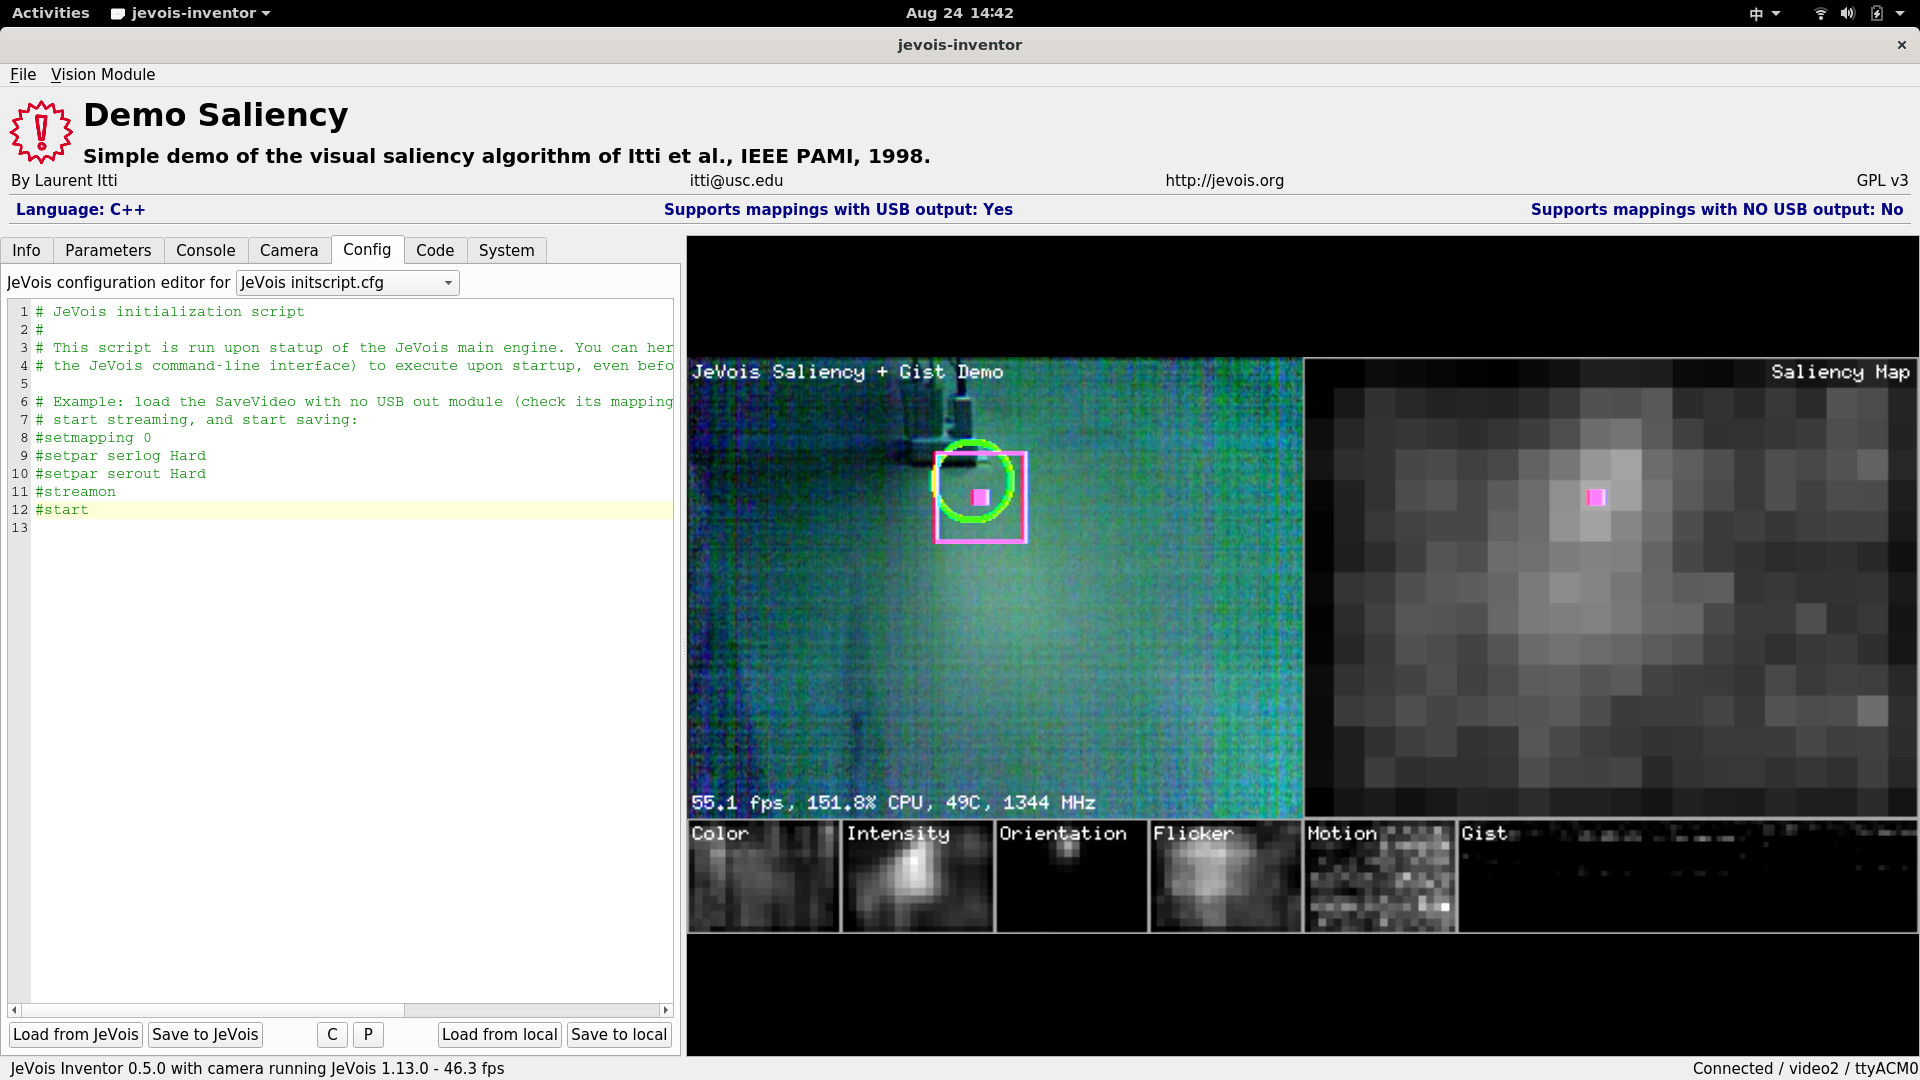 Activities jevois-inventor Aug 24 14:42 中
jevois-inventor ×
File Vision Module
Demo Saliency
Simple demo of the visual saliency algorithm of Itti et al., IEEE PAMI, 1998.
By Laurent Itti itti@usc.edu http://jevois.org GPL v3
Language: C++ Supports mappings with USB output: Yes Supports mappings with NO USB output: No
Info Parameters Console Camera Config Code System
JeVois configuration editor for JeVois initscript.cfg
1 # JeVois initialization script
2 #
3 # This script is run upon statup of the JeVois main engine. You can her
4 # the JeVois command-line interface) to execute upon startup, even befo
5
6 # Example: load the SaveVideo with no USB out module (check its mapping
7 # start streaming, and start saving:
8 #setmapping 0
9 #setpar serlog Hard
10 #setpar serout Hard
11 #streamon
12 #start
13
Load from JeVois Save to JeVois C P Load from local Save to local
JeVois Saliency + Gist Demo Saliency Map
55.1 fps, 151.8% CPU, 49C, 1344 MHz
Color Intensity Orientation Flicker Motion Gist
JeVois Inventor 0.5.0 with camera running JeVois 1.13.0 - 46.3 fps Connected / video2 / ttyACM0